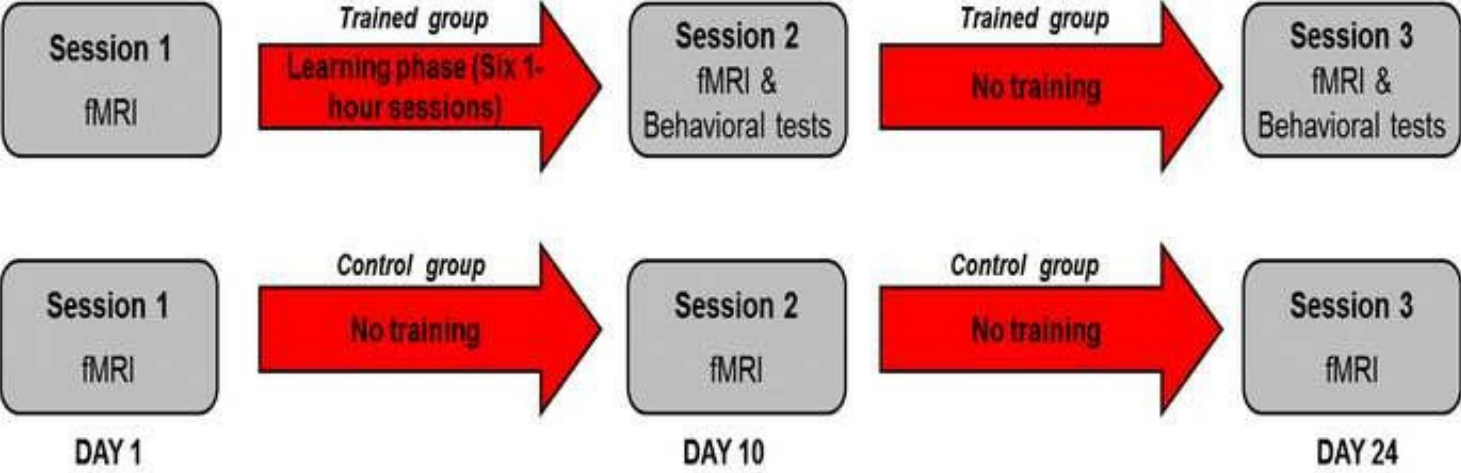 Session 1
fMRI
Trained group
Learning phase (Six 1-
hour sessions)
Session 2
fMRI &
Behavioral tests
Trained group
No training
Session 3
fMRI &
Behavioral tests
Session 1
fMRI
Control group
No training
Session 2
fMRI
Control group
No training
Session 3
fMRI
DAY 1
DAY 10
DAY 24